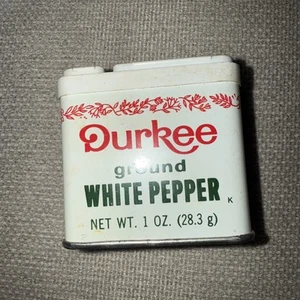 Durkee
ground
WHITE PEPPER K
NET WT. 1 OZ. (28.3 g)